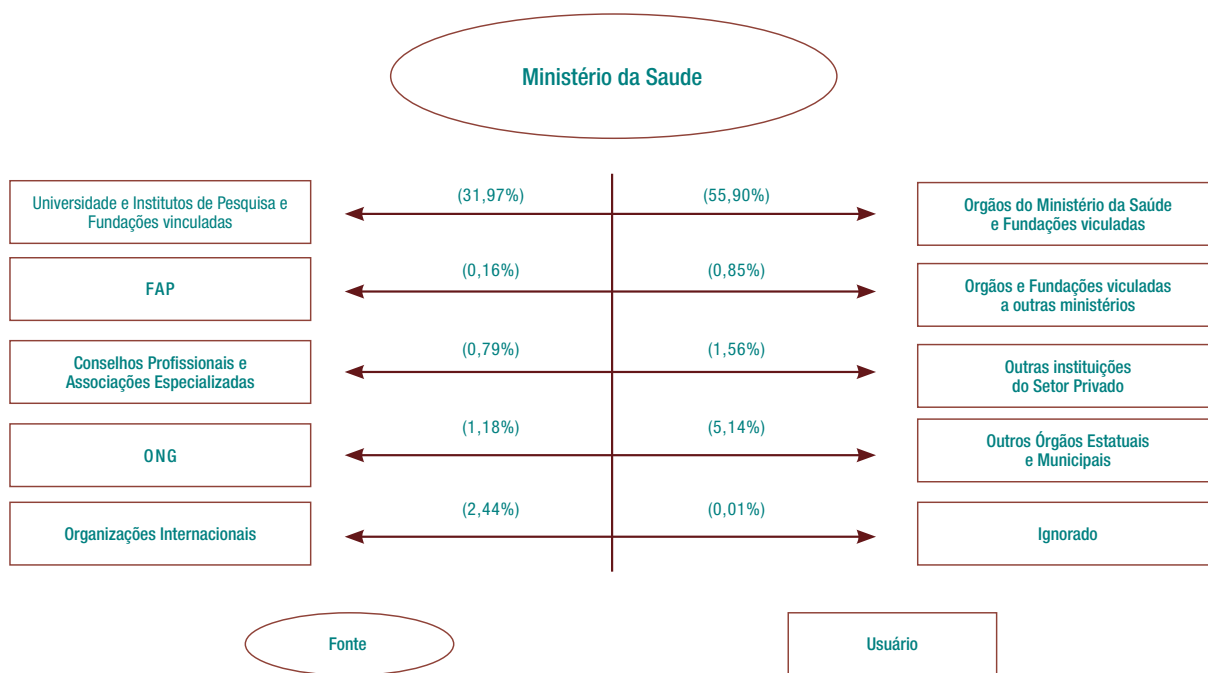 Ministério da Saude
Universidade e Institutos de Pesquisa e
Fundações vinculadas
(31,97%)
(55,90%)
Orgãos do Ministério da Saúde
e Fundações viculadas
FAP
(0,16%)
(0,85%)
Orgãos e Fundações viculadas
a outras ministérios
Conselhos Profissionais e
Associações Especializadas
(0,79%)
(1,56%)
Outras instituições
do Setor Privado
ONG
(1,18%)
(5,14%)
Outros Órgãos Estatuais
e Municipais
Organizações Internacionais
(2,44%)
(0,01%)
Ignorado
Fonte
Usuário